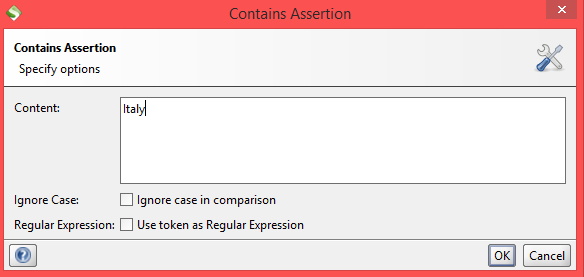 Contains Assertion
Contains Assertion
Specify options
Content:
Italy
Ignore Case: Ignore case in comparison
Regular Expression: Use token as Regular Expression
OK Cancel